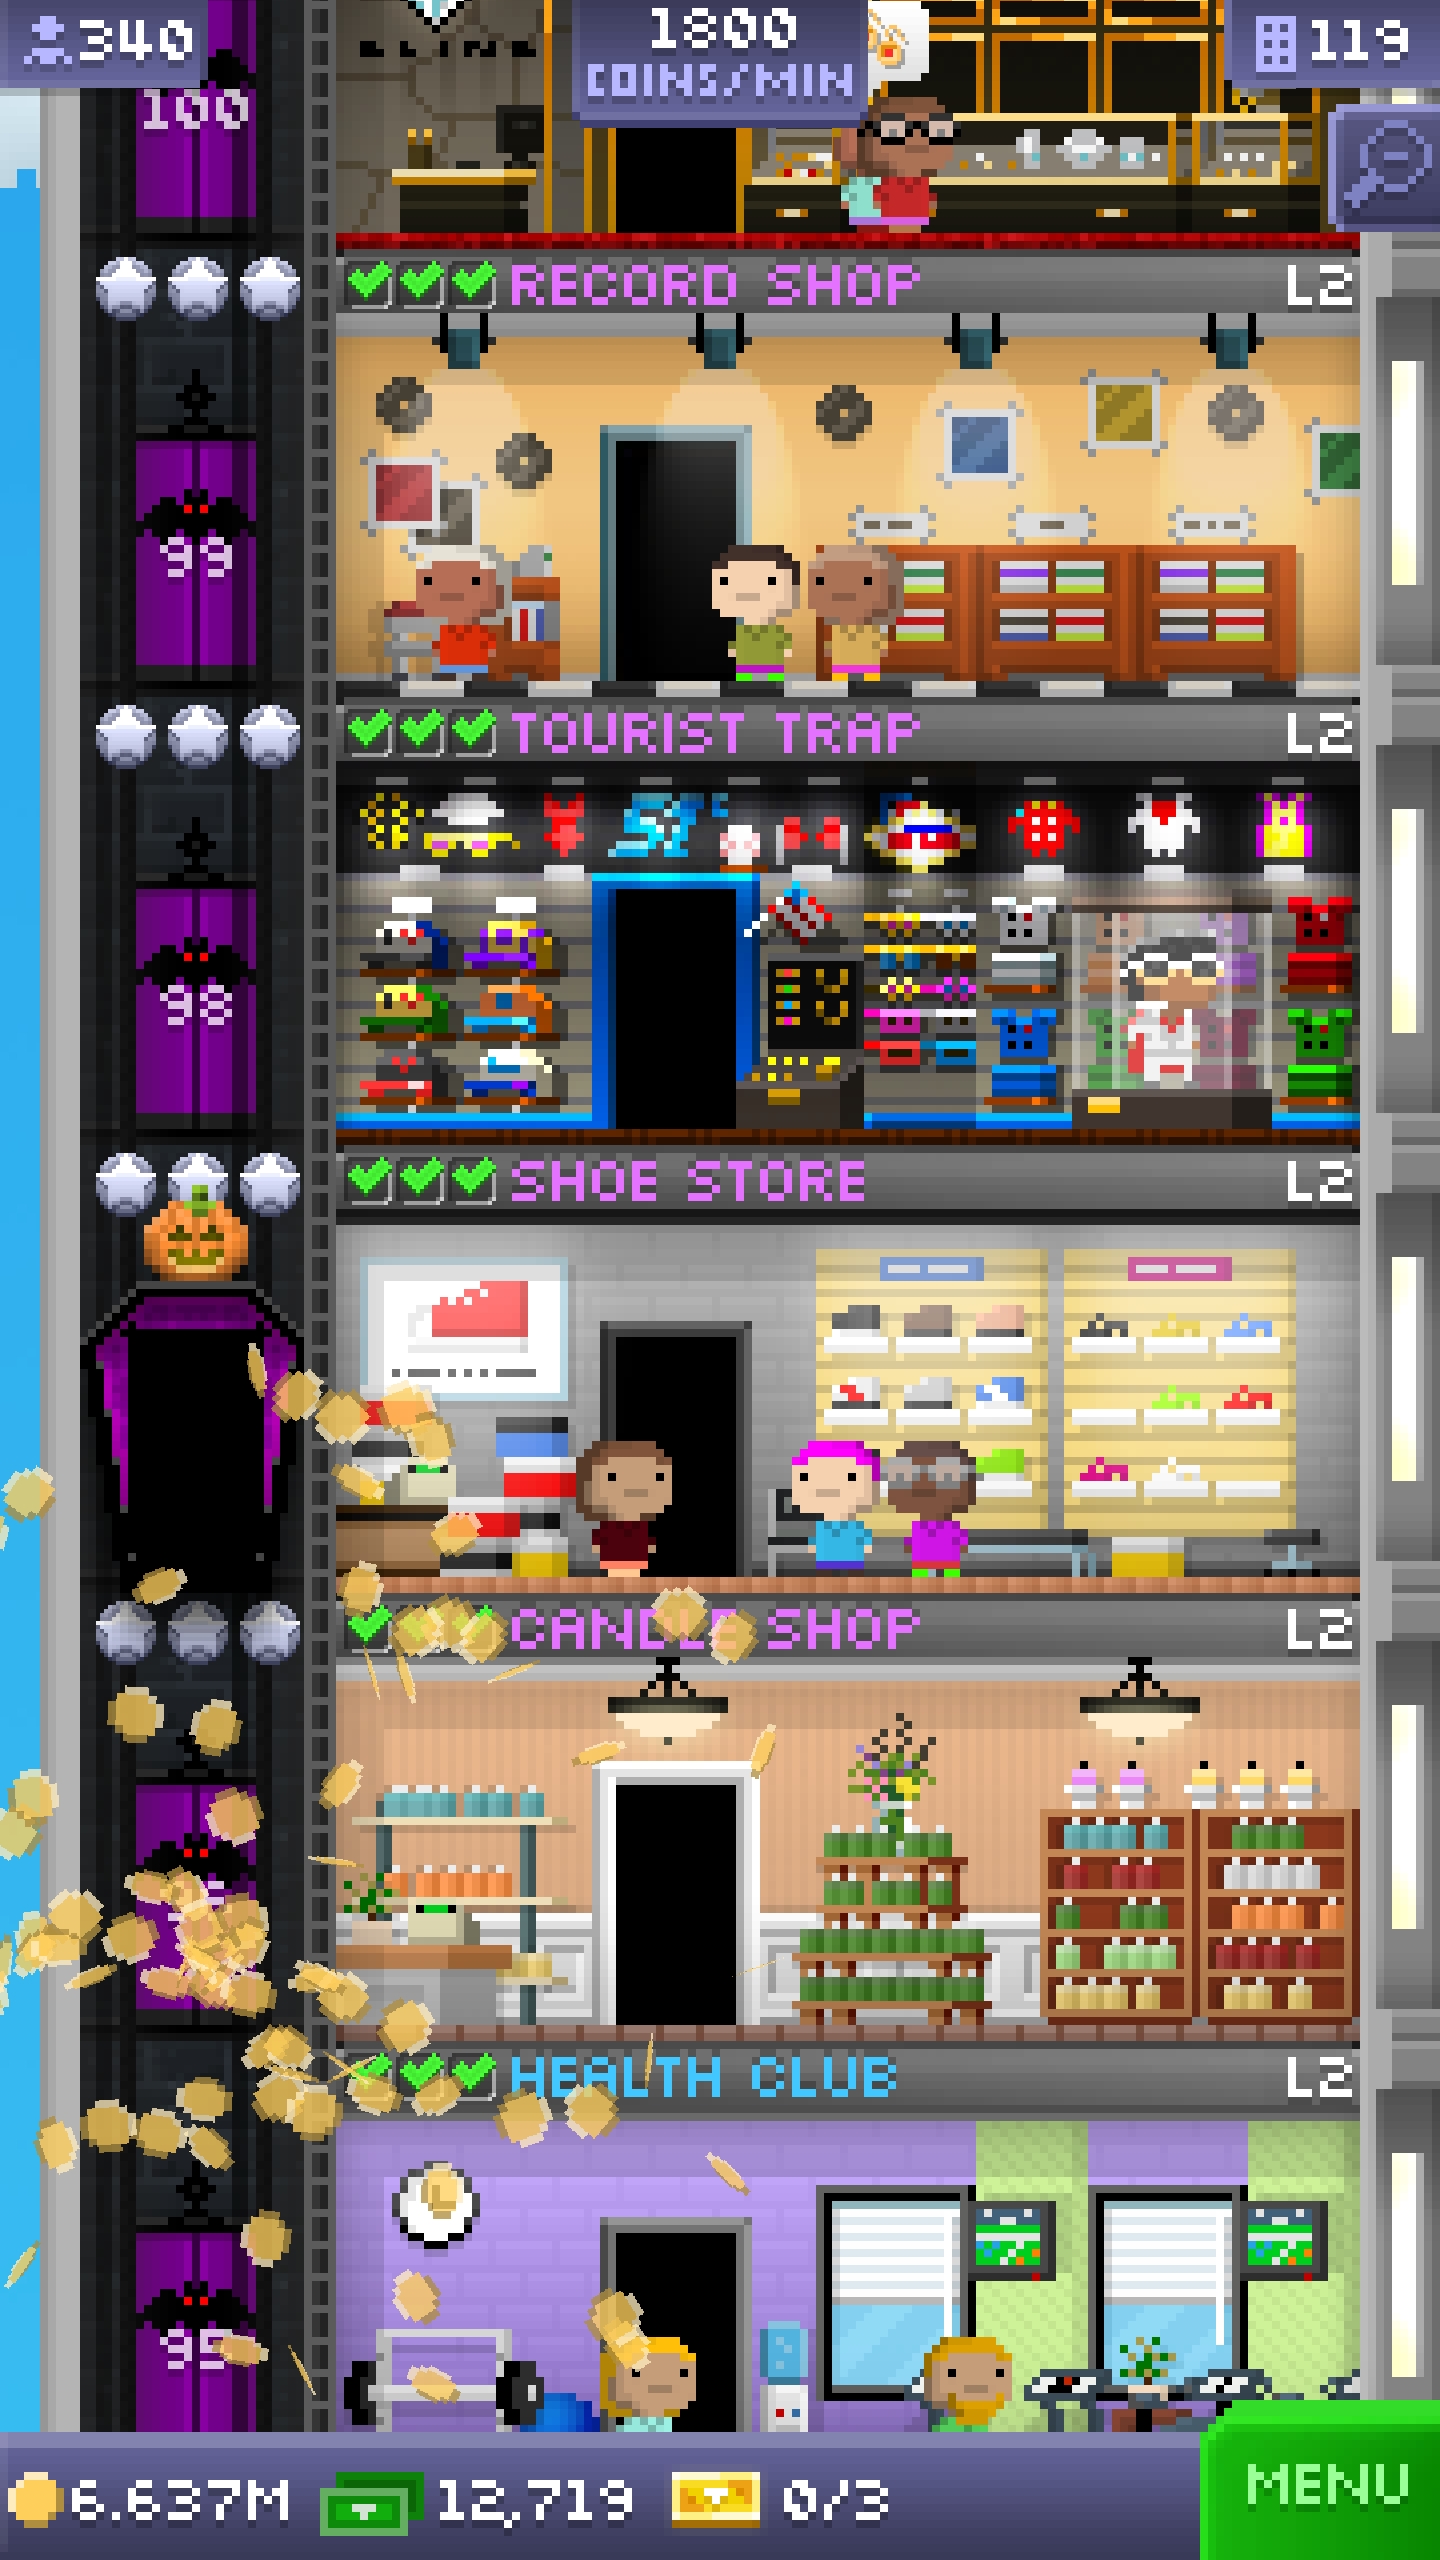 340
1800
COINS/MIN
119
100
RECORD SHOP L2
99
TOURIST TRAP L2
98
SHOE STORE L2
CANDLE SHOP L2
HEALTH CLUB L2
95
6.637M 12,719 0/3
MENU